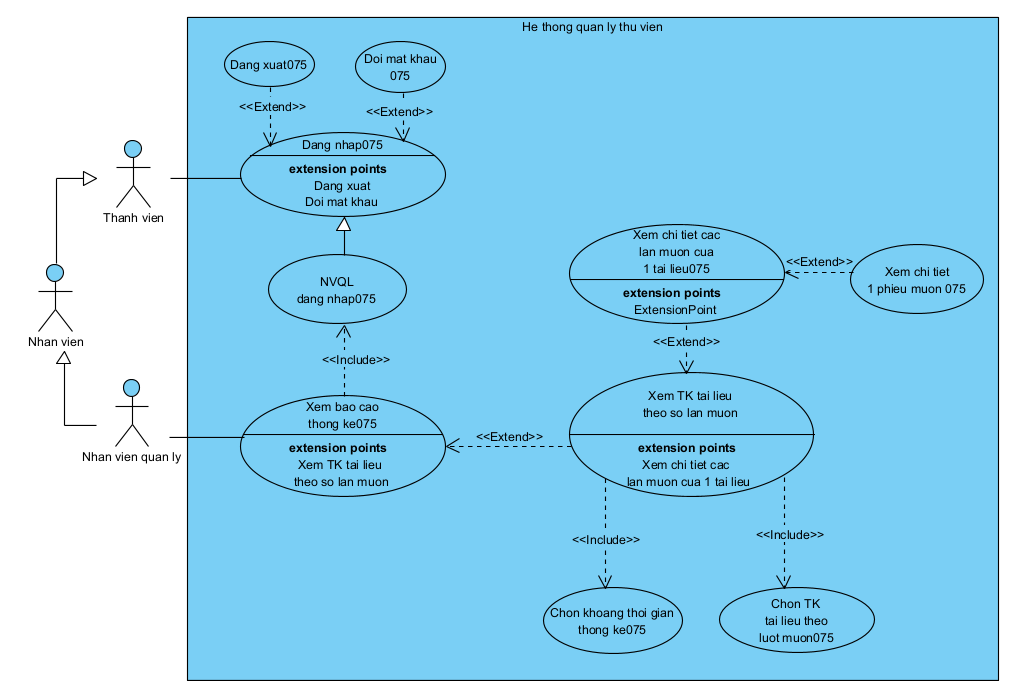 He thong quan ly thu vien
Dang xuat075
Doi mat khau
075
<<Extend>>
<<Extend>>
Dang nhap075
extension points
Dang xuat
Doi mat khau
Thanh vien
NVQL
dang nhap075
Xem chi tiet cac
lan muon cua
1 tai lieu075
extension points
ExtensionPoint
<<Extend>>
Xem chi tiet
1 phieu muon 075
Nhan vien
<<Include>>
<<Extend>>
Xem bao cao
thong ke075
extension points
Xem TK tai lieu
theo so lan muon
Nhan vien quan ly
<<Extend>>
Xem TK tai lieu
theo so lan muon
extension points
Xem chi tiet cac
lan muon cua 1 tai lieu
<<Include>>
<<Include>>
Chon khoang thoi gian
thong ke075
Chon TK
tai lieu theo
luot muon075